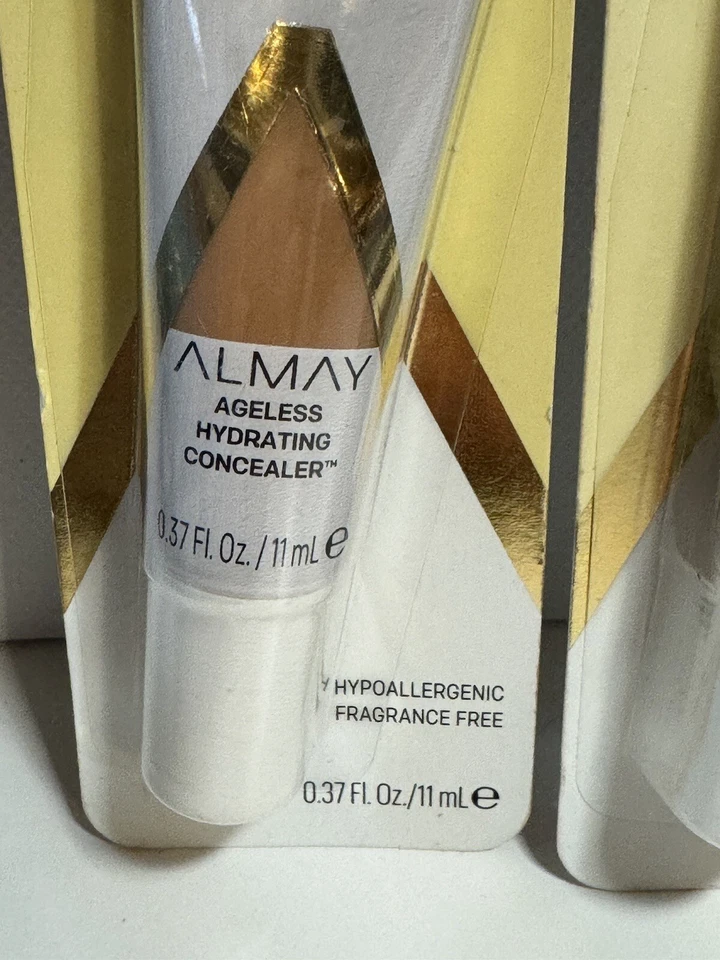 ALMAY
AGELESS
HYDRATING
CONCEALER™
0.37 Fl. Oz. / 11 mL ℮
HYPOALLERGENIC
FRAGRANCE FREE
0.37 Fl. Oz./11 mL ℮